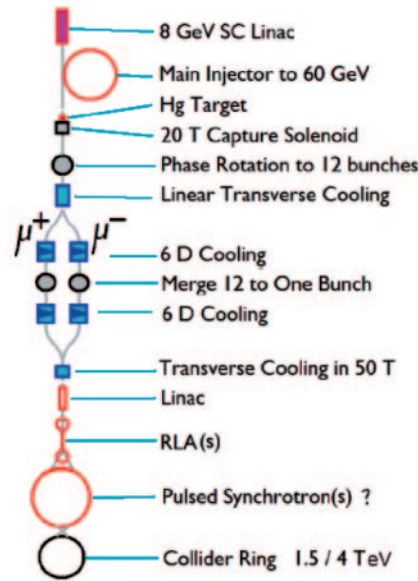 8 GeV SC Linac
Main Injector to 60 GeV
Hg Target
20 T Capture Solenoid
Phase Rotation to 12 bunches
Linear Transverse Cooling
μ+ μ−
6 D Cooling
Merge 12 to One Bunch
6 D Cooling
Transverse Cooling in 50 T
Linac
RLA(s)
Pulsed Synchrotron(s) ?
Collider Ring 1.5 / 4 TeV